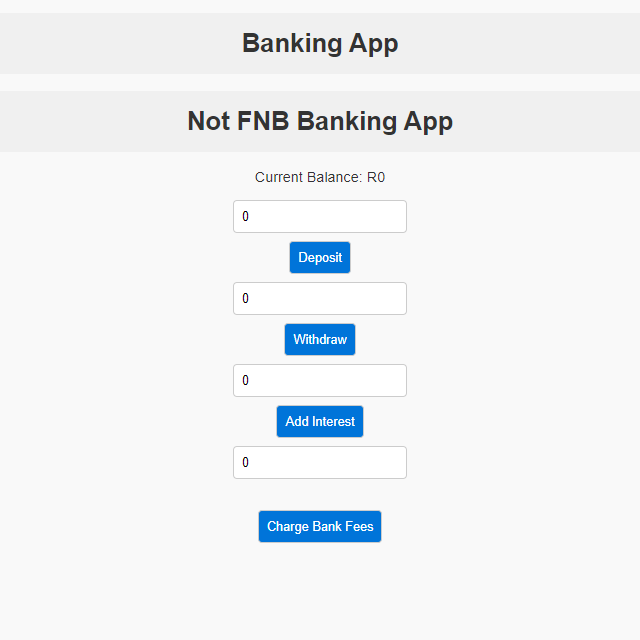 Banking App
Not FNB Banking App
Current Balance: R0
0
Deposit
0
Withdraw
0
Add Interest
0
Charge Bank Fees